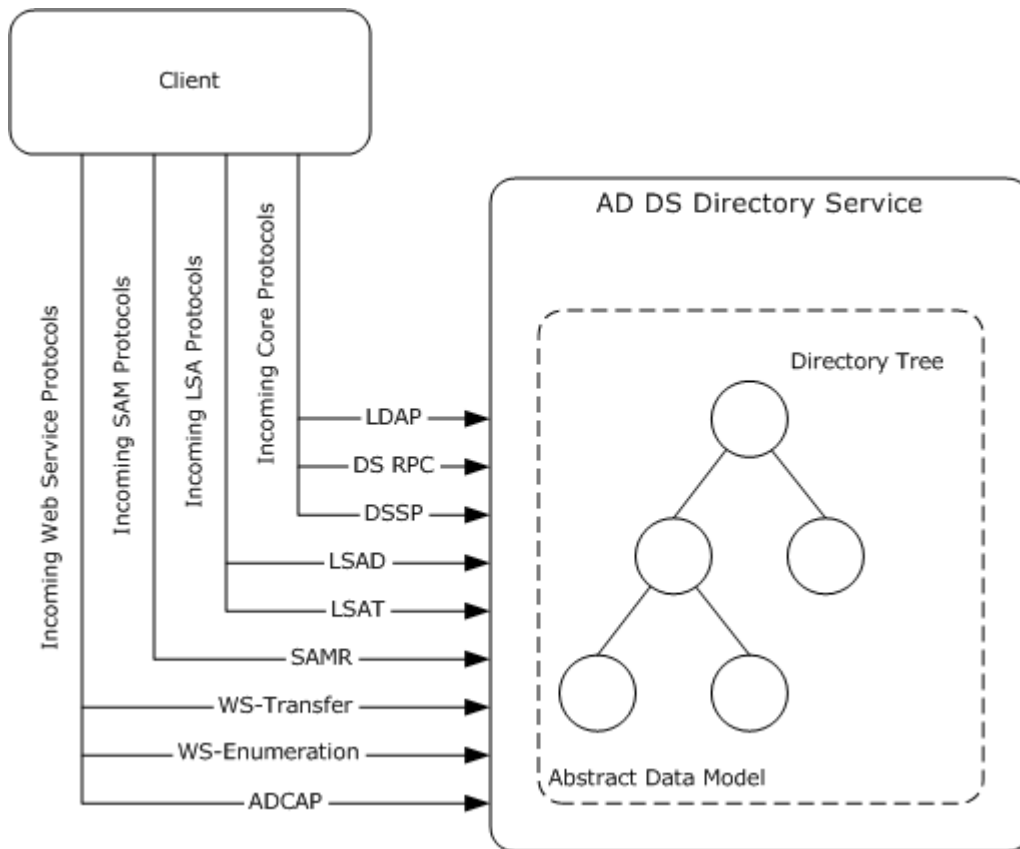 Client
AD DS Directory Service
Incoming Web Service Protocols
Incoming SAM Protocols
Incoming LSA Protocols
Incoming Core Protocols
Directory Tree
LDAP
DS RPC
DSSP
LSAD
LSAT
SAMR
WS-Transfer
WS-Enumeration
ADCAP
Abstract Data Model